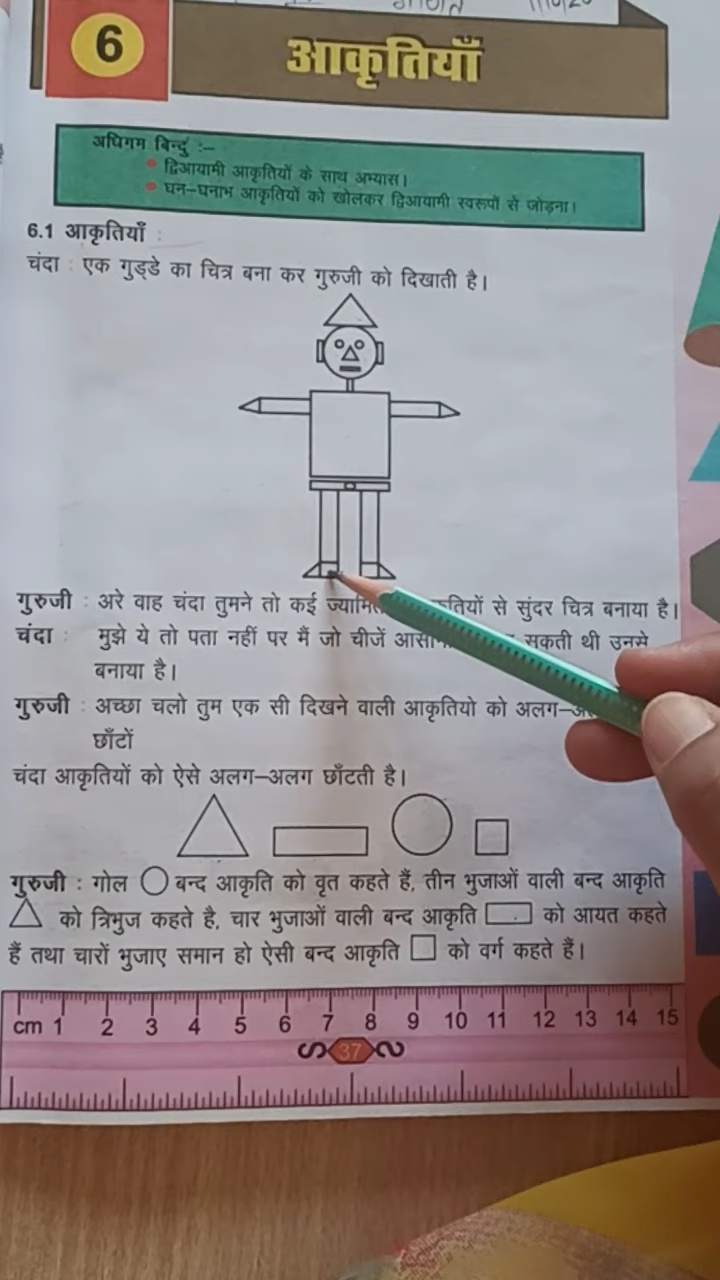 6
आकृतियाँ
अधिगम बिन्दु :–
• द्विआयामी आकृतियों के साथ अभ्यास।
• घन–घनाभ आकृतियों को खोलकर द्विआयामी स्वरूपों से जोड़ना।
6.1 आकृतियाँ :
चंदा : एक गुड्डे का चित्र बना कर गुरुजी को दिखाती है।
गुरुजी : अरे वाह चंदा तुमने तो कई से सुंदर चित्र बनाया है।
चंदा : मुझे ये तो पता नहीं पर मैं जो चीजें सकती थी उनसे
बनाया है।
गुरुजी : अच्छा चलो तुम एक सी दिखने वाली आकृतियो को
छाँटों
चंदा आकृतियों को ऐसे अलग–अलग छाँटती है।
गुरुजी : गोल बन्द आकृति को वृत कहते हैं, तीन भुजाओं वाली बन्द आकृति
को त्रिभुज कहते है, चार भुजाओं वाली बन्द आकृति को आयत कहते
हैं तथा चारों भुजाए समान हो ऐसी बन्द आकृति को वर्ग कहते हैं।
cm 1 2 3 4 5 6 7 8 9 10 11 12 13 14 15
37